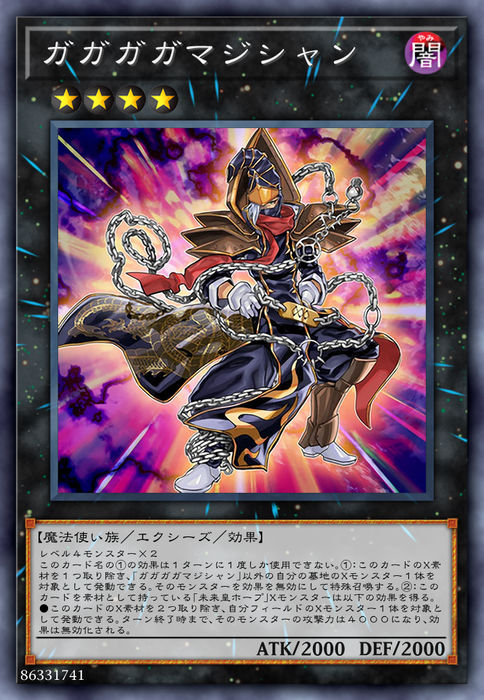 ガガガガマジシャン
やみ
闇
【魔法使い族／エクシーズ／効果】
レベル４モンスター×２
このカード名の①の効果は１ターンに１度しか使用できない。①：このカードのX素
材を１つ取り除き、「ガガガガマジシャン」以外の自分の墓地のXモンスター１体を
対象として発動できる。そのモンスターを効果を無効にして特殊召喚する。②：この
カードを素材として持っている「未来皇ホープ」Xモンスターは以下の効果を得る。
●このカードのX素材を２つ取り除き、自分フィールドのXモンスター１体を対象と
して発動できる。ターン終了時まで、そのモンスターの攻撃力は４０００になり、効
果は無効化される。
ATK/2000 DEF/2000
86331741